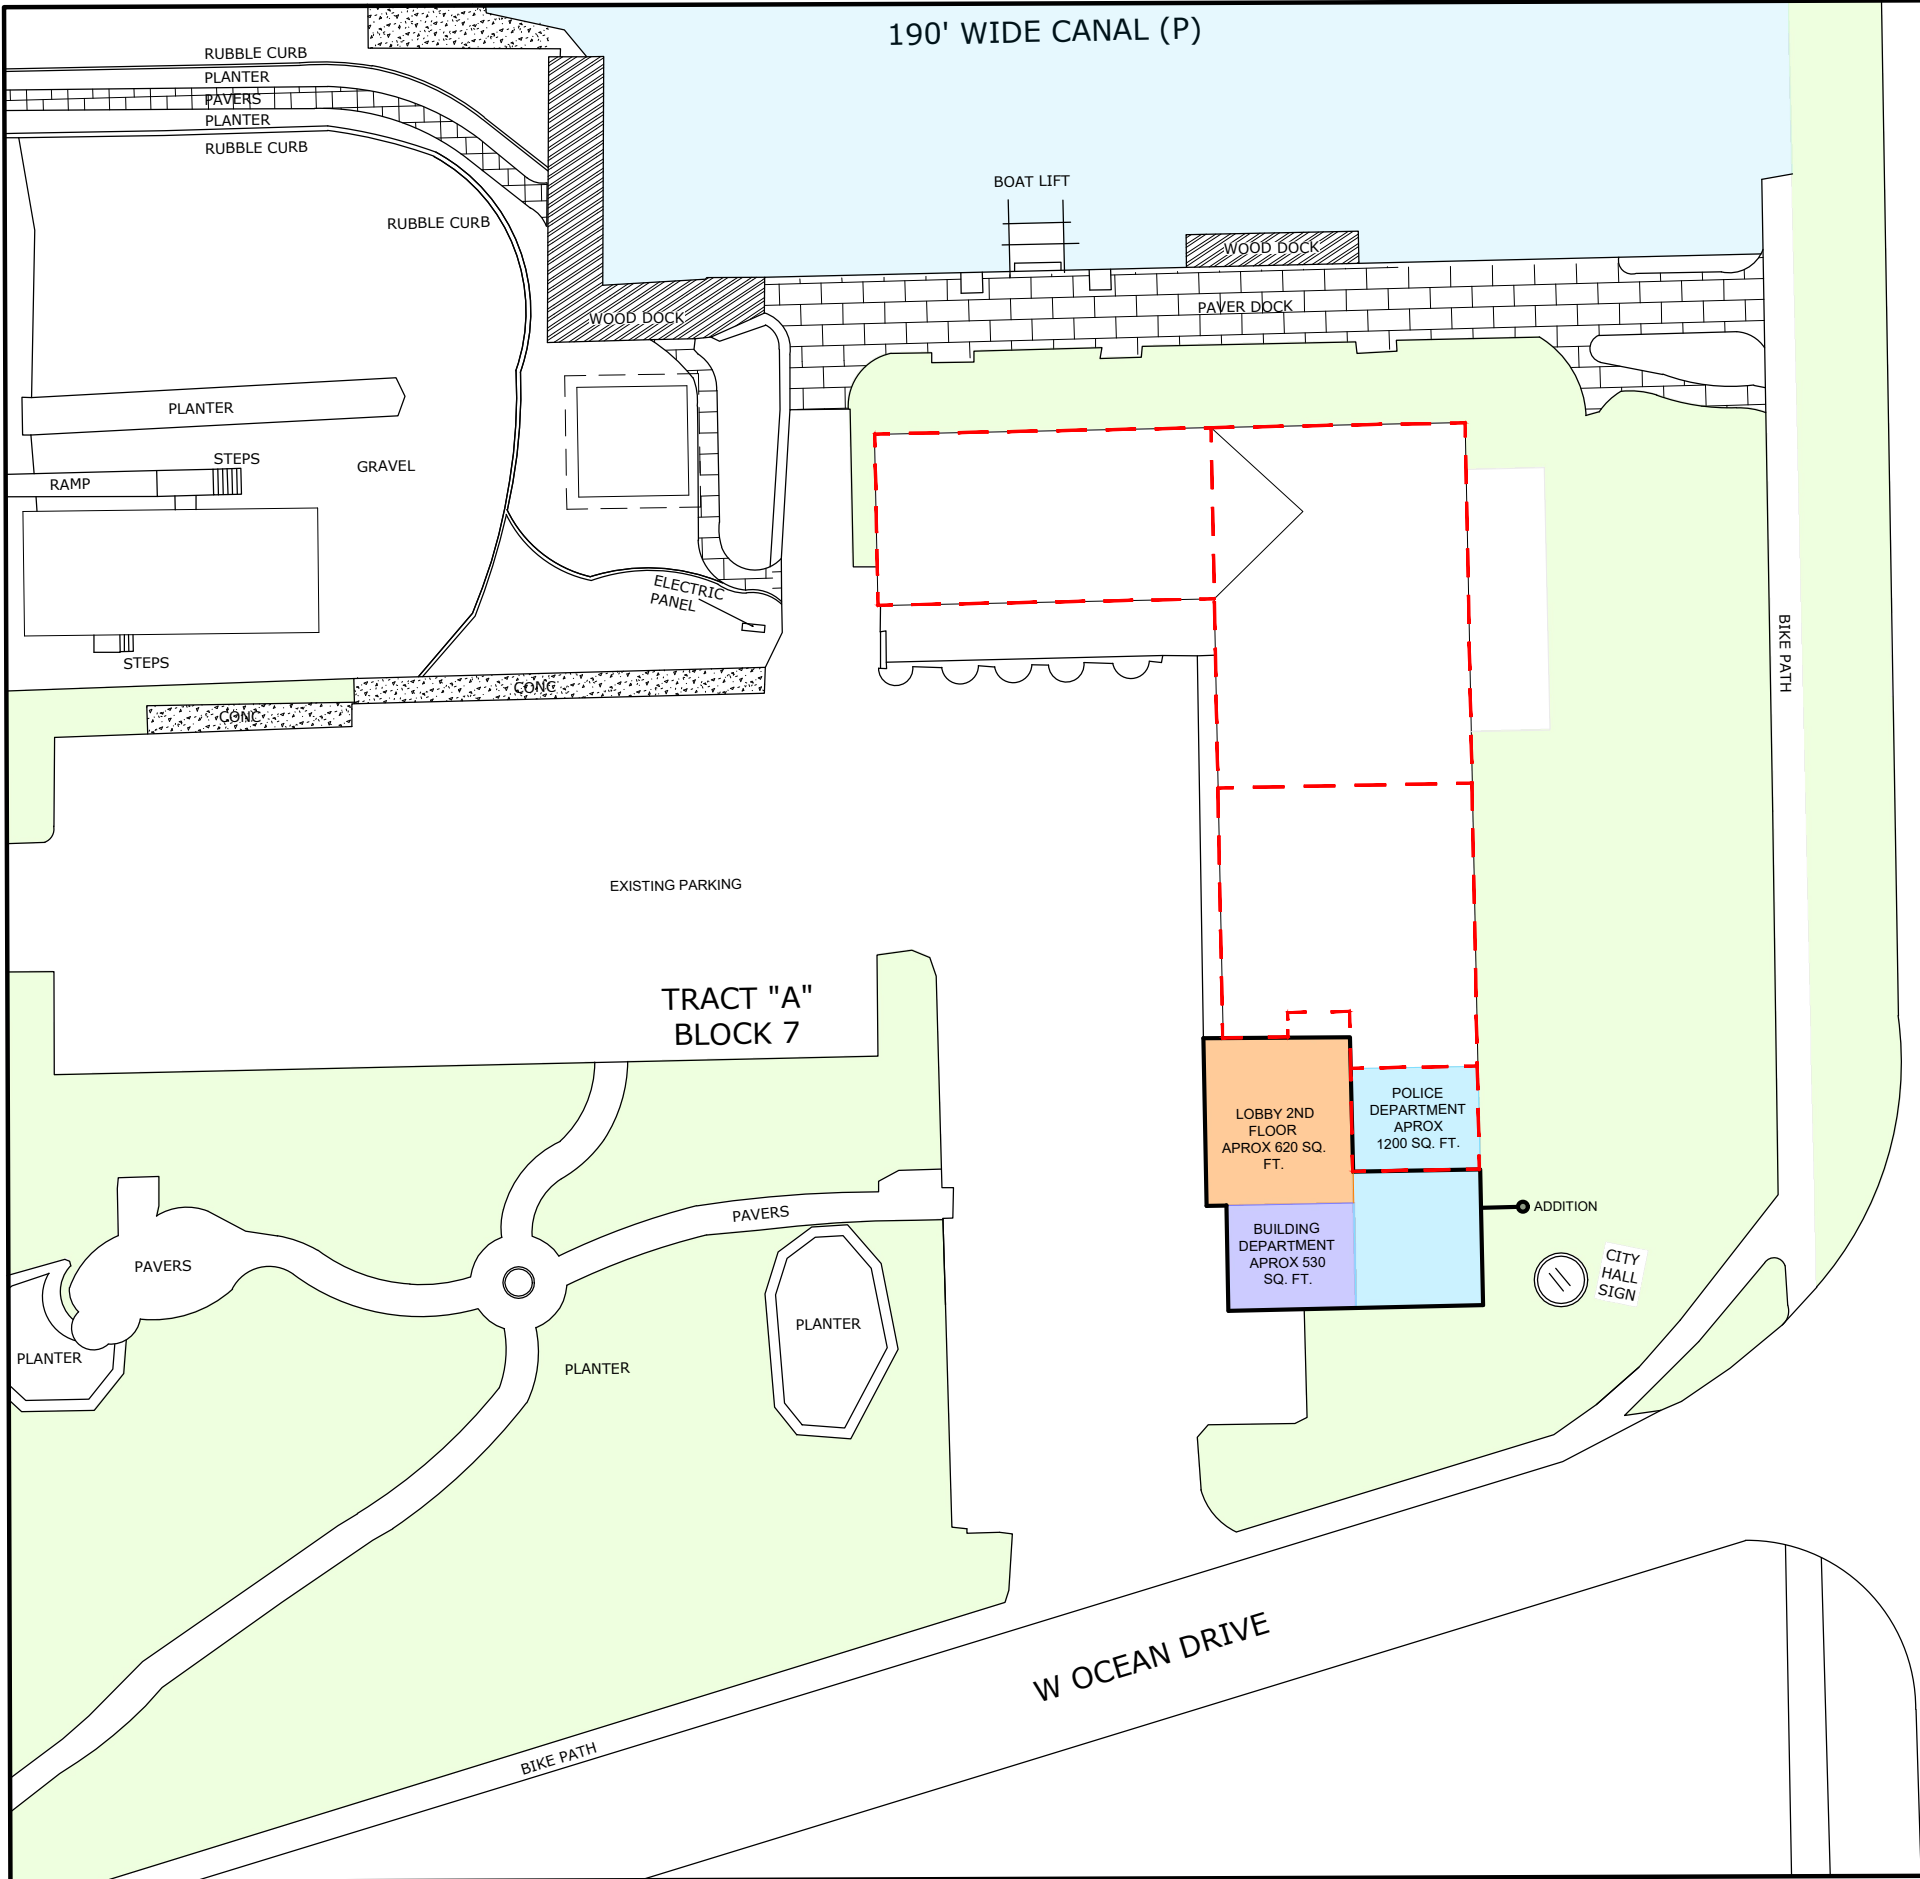 190' WIDE CANAL (P)
RUBBLE CURB
PLANTER
PAVERS
PLANTER
RUBBLE CURB
BOAT LIFT
RUBBLE CURB
WOOD DOCK
PAVER DOCK
WOOD DOCK
PLANTER
STEPS
GRAVEL
RAMP
ELECTRIC
PANEL
BIKE PATH
STEPS
CONC
CONC
EXISTING PARKING
TRACT "A"
BLOCK 7
POLICE
DEPARTMENT
APROX
1200 SQ. FT.
LOBBY 2ND
FLOOR
APROX 620 SQ.
FT.
ADDITION
PAVERS
BUILDING
DEPARTMENT
APROX 530
SQ. FT.
CITY
HALL
SIGN
PAVERS
PLANTER
PLANTER
PLANTER
W OCEAN DRIVE
BIKE PATH